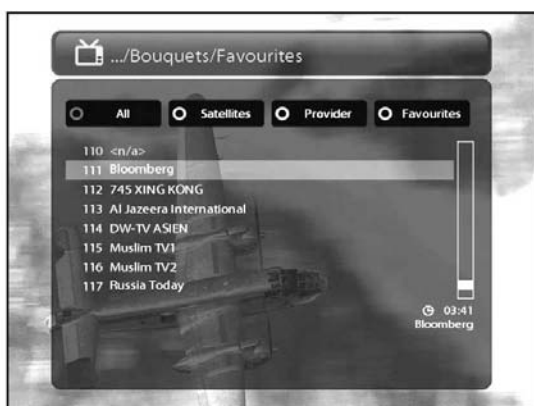 .../Bouquets/Favourites
All Satellites Provider Favourites
110 <n/a>
111 Bloomberg
112 745 XING KONG
113 Al Jazeera International
114 DW-TV ASIEN
115 Muslim TV1
116 Muslim TV2
117 Russia Today
03:41
Bloomberg